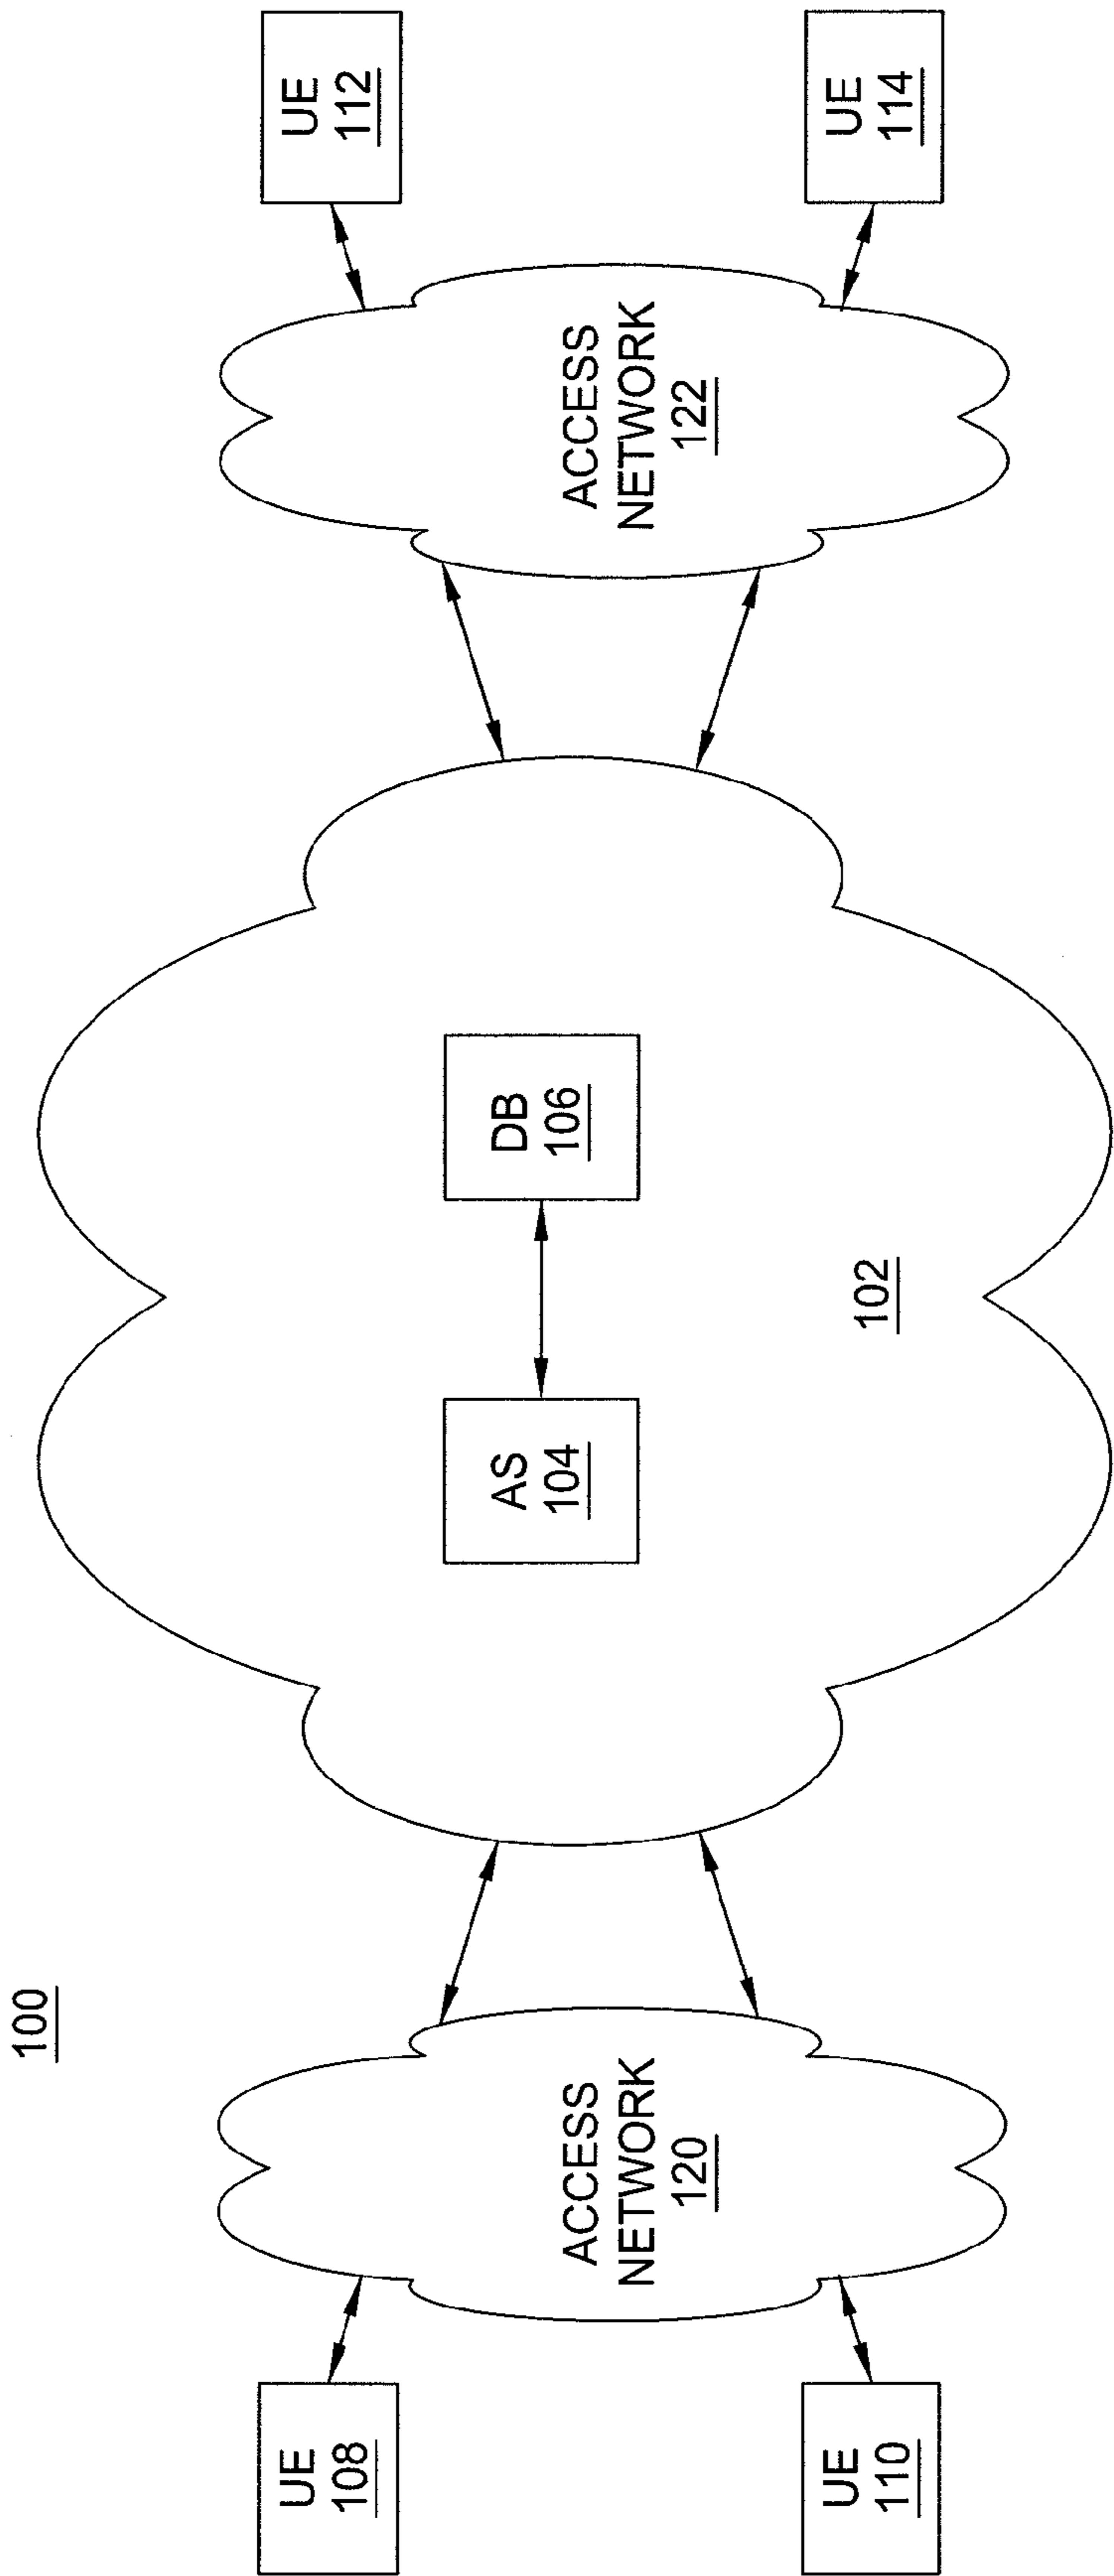 100
UE
108
UE
110
ACCESS
NETWORK
120
AS
104
DB
106
102
ACCESS
NETWORK
122
UE
112
UE
114